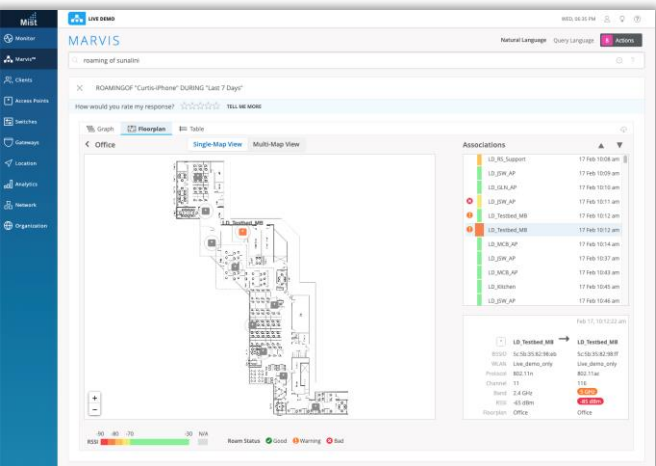 Mist
LIVE DEMO
WED, 06:35 PM
Monitor
Marvis™
Clients
Access Points
Switches
Gateways
Location
Analytics
Network
Organization
MARVIS
Natural Language Query Language 8 Actions
roaming of sunalini
ROAMINGOF "Curtis-iPhone" DURING "Last 7 Days"
How would you rate my response? TELL ME MORE
Graph Floorplan Table
Office
Single-Map View Multi-Map View
LD_Testbed_MB
Associations
LD_RS_Support 17 Feb 10:08 am
LD_JSW_AP 17 Feb 10:09 am
LD_GLN_AP 17 Feb 10:10 am
LD_JSW_AP 17 Feb 10:11 am
LD_Testbed_MB 17 Feb 10:12 am
LD_Testbed_MB 17 Feb 10:12 am
LD_MCB_AP 17 Feb 10:14 am
LD_JSW_AP 17 Feb 10:37 am
LD_MCB_AP 17 Feb 10:43 am
LD_Kitchen 17 Feb 10:45 am
LD_JSW_AP 17 Feb 10:46 am
Feb 17, 10:12:22 am
LD_Testbed_MB → LD_Testbed_MB
BSSID 5c:5b:35:82:98:ab 5c:5b:35:82:98:ff
WLAN Live_demo_only Live_demo_only
Protocol 802.11n 802.11ac
Channel 11 116
Band 2.4 GHz 5 GHz
RSSI -65 dBm -85 dBm
Floorplan Office Office
+
−
-90 -80 -70 -30 N/A
RSSI
Roam Status Good Warning Bad